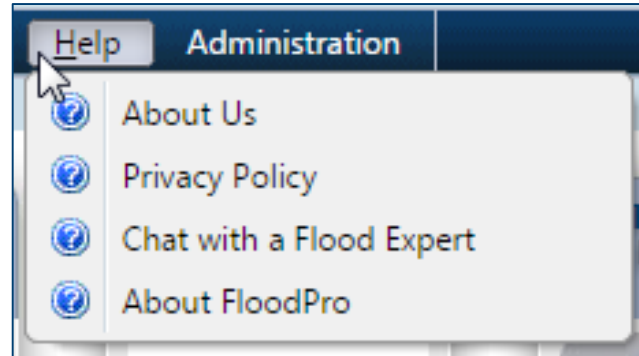 Help Administration
About Us
Privacy Policy
Chat with a Flood Expert
About FloodPro